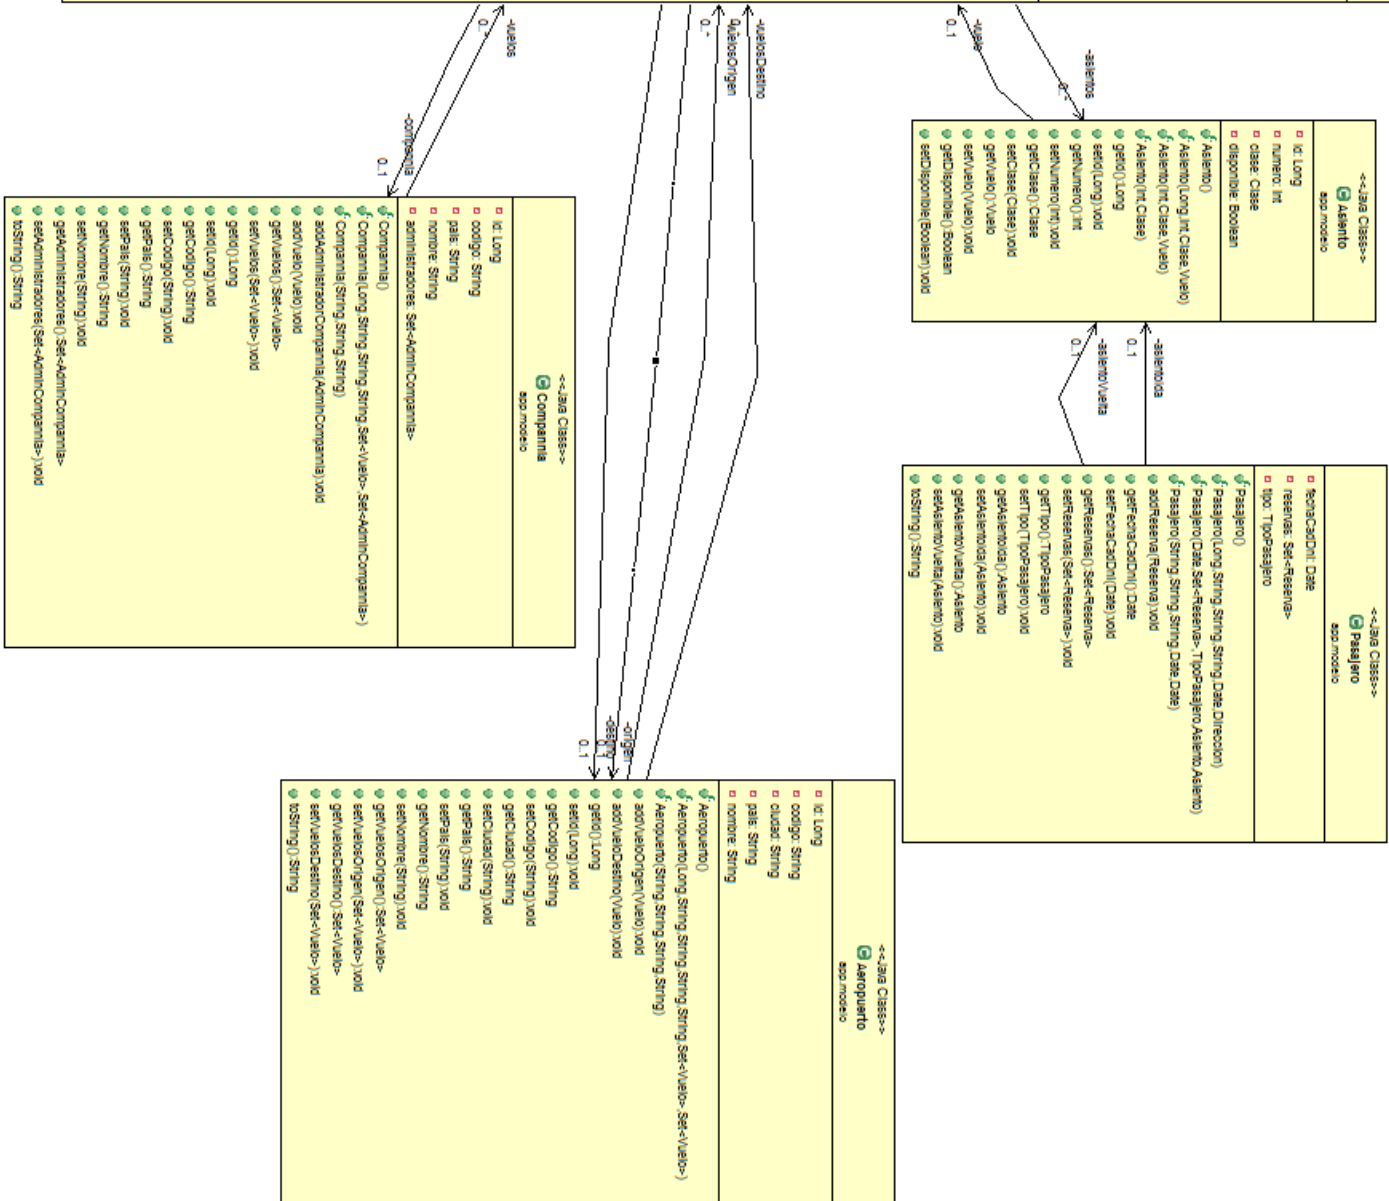 -vuelos
0..*
-compannia
0..1
0..*
-vuelosOrigen
-vuelosDestino
0..1
-vuelo
-asientos
0..*
<<Java Class>>
Asiento
app.modelo
id: Long
numero: int
clase: Clase
disponible: Boolean
Asiento()
Asiento(Long,int,Clase,Vuelo)
Asiento(int,Clase,Vuelo)
Asiento(int,Clase)
getId():Long
setId(Long):void
getNumero():int
setNumero(int):void
getClase():Clase
setClase(Clase):void
getVuelo():Vuelo
setVuelo(Vuelo):void
getDisponible():Boolean
setDisponible(Boolean):void
-asientoIda
0..1
-asientoVuelta
0..1
<<Java Class>>
Pasajero
app.modelo
fechaCadDni: Date
reservas: Set<Reserva>
tipo: TipoPasajero
Pasajero()
Pasajero(Long,String,String,String,Date,Direccion)
Pasajero(Date,Set<Reserva>,TipoPasajero,Asiento,Asiento)
Pasajero(String,String,String,Date,Date)
addReserva(Reserva):void
getFechaCadDni():Date
setFechaCadDni(Date):void
getReservas():Set<Reserva>
setReservas(Set<Reserva>):void
getTipo():TipoPasajero
setTipo(TipoPasajero):void
getAsientoIda():Asiento
setAsientoIda(Asiento):void
getAsientoVuelta():Asiento
setAsientoVuelta(Asiento):void
toString():String
<<Java Class>>
Compannia
app.modelo
id: Long
codigo: String
pais: String
nombre: String
administradores: Set<AdminCompannia>
Compannia()
Compannia(Long,String,String,String,Set<Vuelo>,Set<AdminCompannia>)
Compannia(String,String,String)
addAdministradorCompannia(AdminCompannia):void
addVuelo(Vuelo):void
getVuelos():Set<Vuelo>
setVuelos(Set<Vuelo>):void
getId():Long
setId(Long):void
getCodigo():String
setCodigo(String):void
getPais():String
setPais(String):void
getNombre():String
setNombre(String):void
getAdministradores():Set<AdminCompannia>
setAdministradores(Set<AdminCompannia>):void
toString():String
-origen
0..1
-destino
0..1
<<Java Class>>
Aeropuerto
app.modelo
id: Long
codigo: String
ciudad: String
pais: String
nombre: String
Aeropuerto()
Aeropuerto(Long,String,String,String,String,Set<Vuelo>,Set<Vuelo>)
Aeropuerto(String,String,String,String)
addVueloOrigen(Vuelo):void
addVueloDestino(Vuelo):void
getId():Long
setId(Long):void
getCodigo():String
setCodigo(String):void
getCiudad():String
setCiudad(String):void
getPais():String
setPais(String):void
getNombre():String
setNombre(String):void
getVuelosOrigen():Set<Vuelo>
setVuelosOrigen(Set<Vuelo>):void
getVuelosDestino():Set<Vuelo>
setVuelosDestino(Set<Vuelo>):void
toString():String